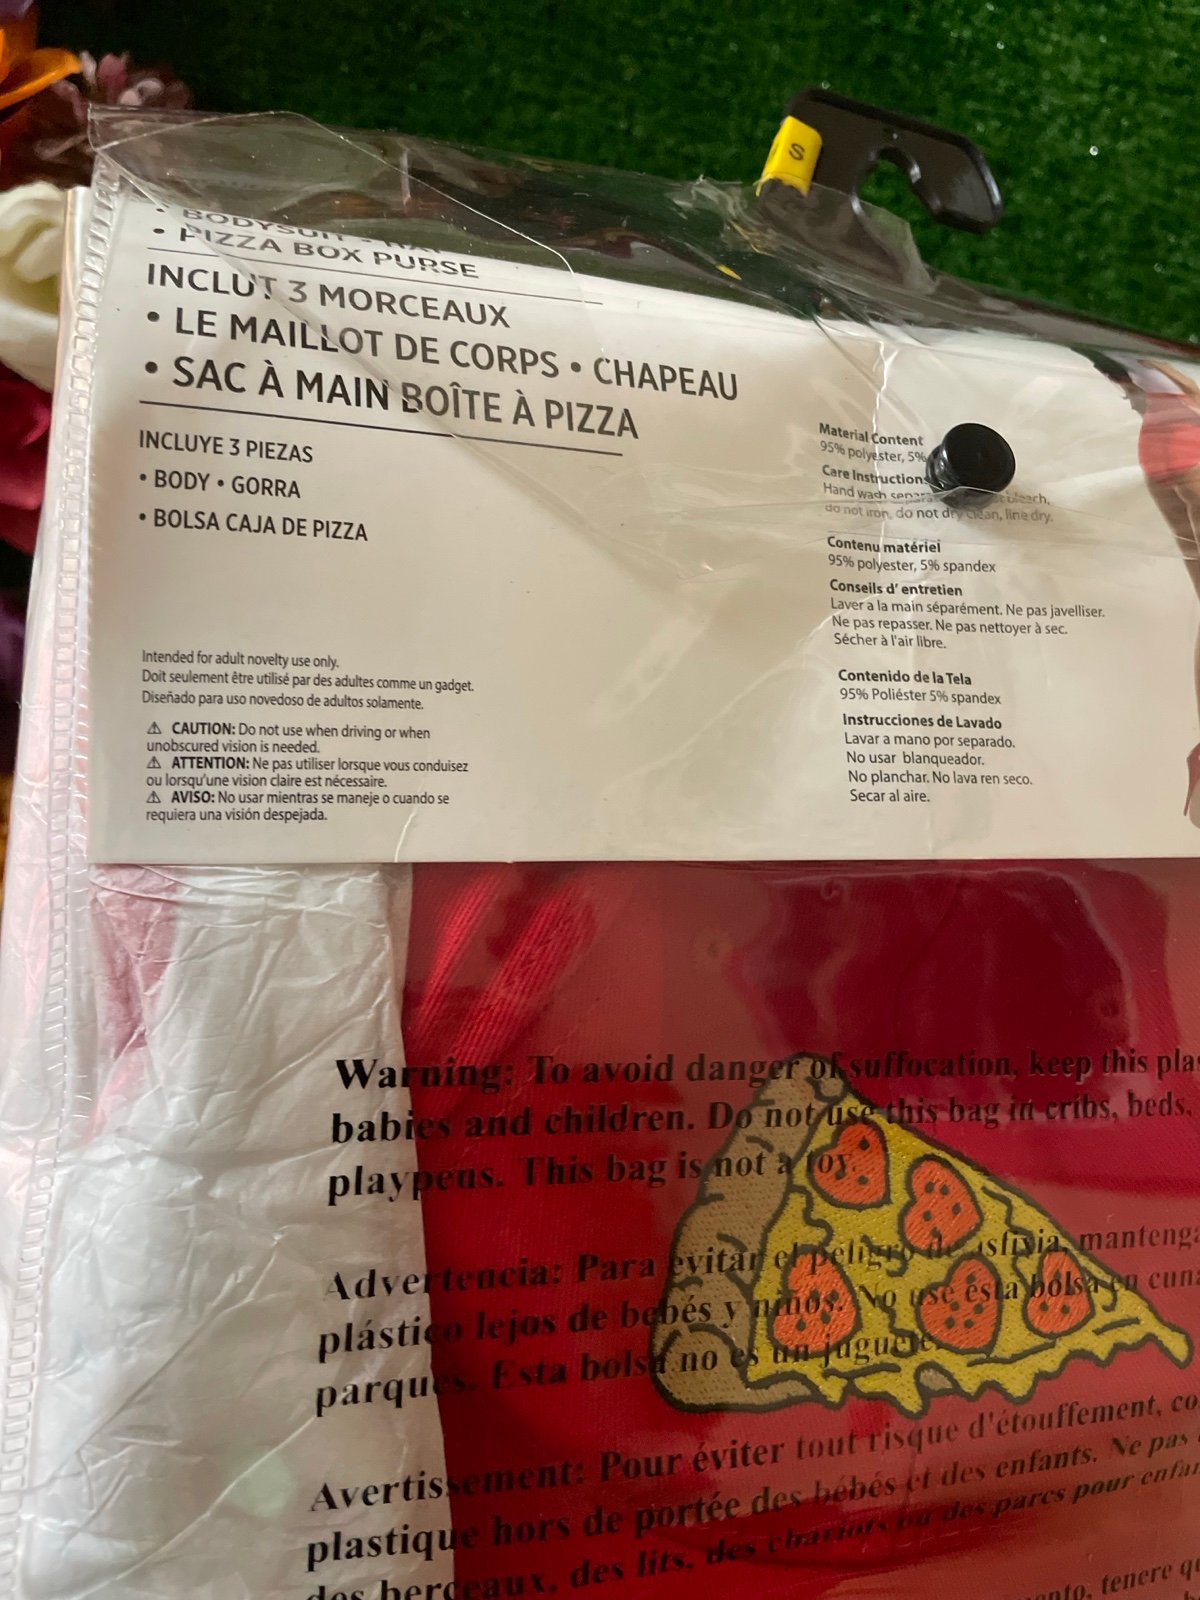 S
• BODYSUIT • HAT
• PIZZA BOX PURSE
INCLUT 3 MORCEAUX
• LE MAILLOT DE CORPS • CHAPEAU
• SAC À MAIN BOÎTE À PIZZA
INCLUYE 3 PIEZAS
• BODY • GORRA
• BOLSA CAJA DE PIZZA
Intended for adult novelty use only.
Doit seulement être utilisé par des adultes comme un gadget.
Diseñado para uso novedoso de adultos solamente.
⚠ CAUTION: Do not use when driving or when
unobscured vision is needed.
⚠ ATTENTION: Ne pas utiliser lorsque vous conduisez
ou lorsqu'une vision claire est nécessaire.
⚠ AVISO: No usar mientras se maneje o cuando se
requiera una visión despejada.
Material Content
95% polyester, 5%
Care Instructions
Hand wash separa bleach,
do not iron, do not dry clean, line dry.
Contenu matériel
95% polyester, 5% spandex
Conseils d' entretien
Laver a la main séparément. Ne pas javelliser.
Ne pas repasser. Ne pas nettoyer à sec.
Sécher à l'air libre.
Contenido de la Tela
95% Poliéster 5% spandex
Instrucciones de Lavado
Lavar a mano por separado.
No usar blanqueador.
No planchar. No lava ren seco.
Secar al aire.
Warning: To avoid danger of suffocation, keep this pla
babies and children. Do not use this bag in cribs, beds,
playpens. This bag is not a toy.
Advertencia: Para evitar el peligro de asfixia, mantenga
plástico lejos de bebés y niños. No use esta bolsa en cuna
parques. Esta bolsa no es un juguete.
Avertissement: Pour éviter tout risque d'étouffement, co
plastique hors de portée des bébés et des enfants. Ne pas
des berceaux, des lits, des chariots ou des parcs pour enfan
tenere qu